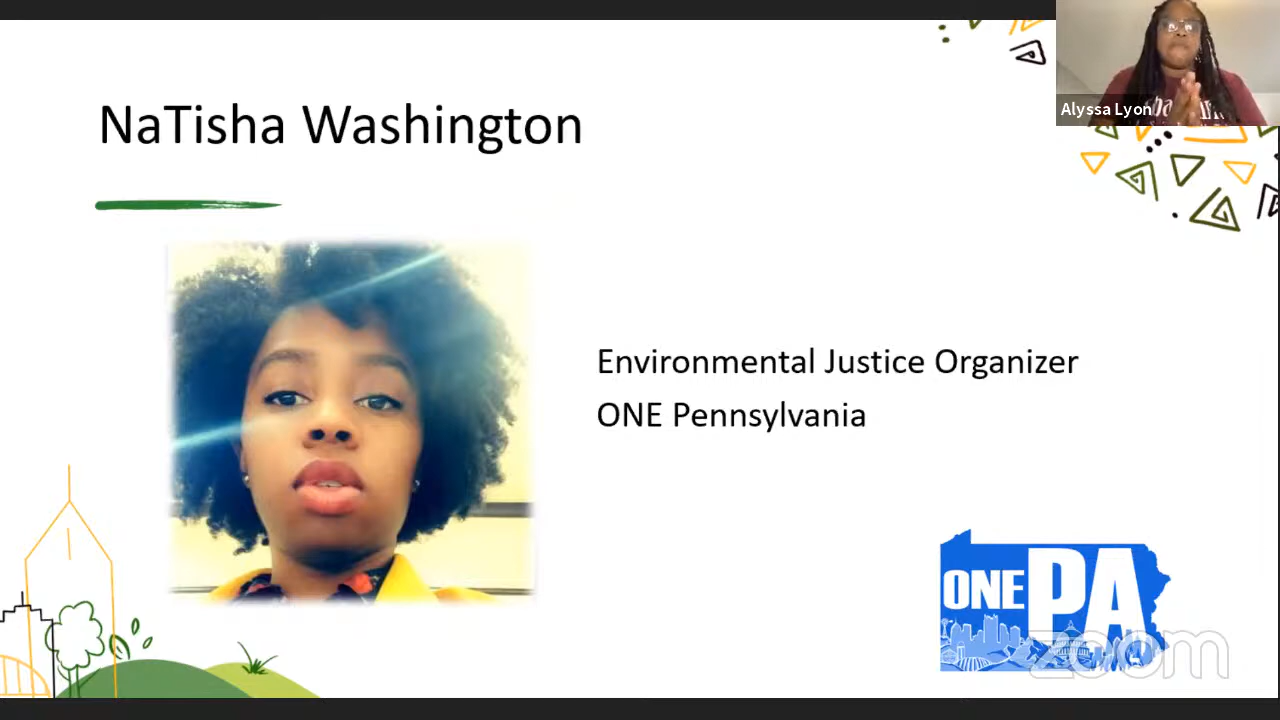 Alyssa Lyon
NaTisha Washington
Environmental Justice Organizer
ONE Pennsylvania
ONE PA
zoom